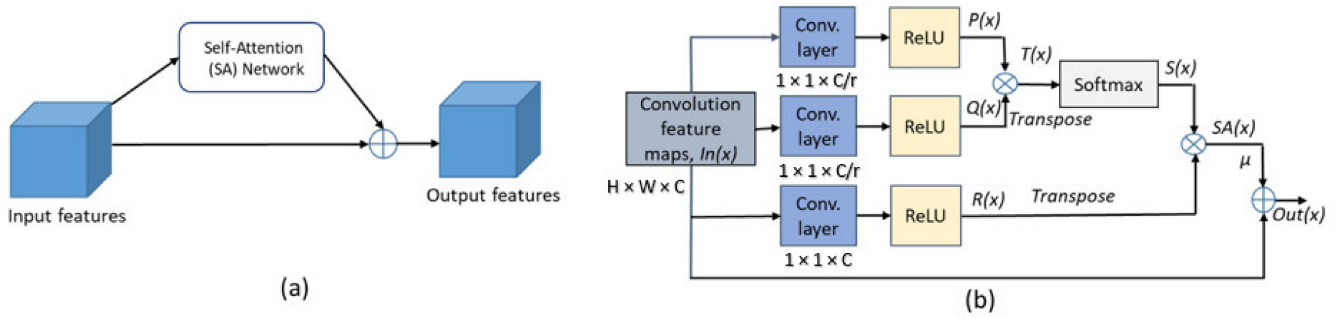 Self-Attention
(SA) Network
Input features
Output features
(a)
Conv.
layer
1 × 1 × C/r
ReLU
P(x)
T(x)
Softmax
S(x)
Convolution
feature
maps, In(x)
H × W × C
Conv.
layer
1 × 1 × C/r
ReLU
Q(x)
Transpose
SA(x)
μ
Conv.
layer
1 × 1 × C
ReLU
R(x)
Transpose
Out(x)
(b)